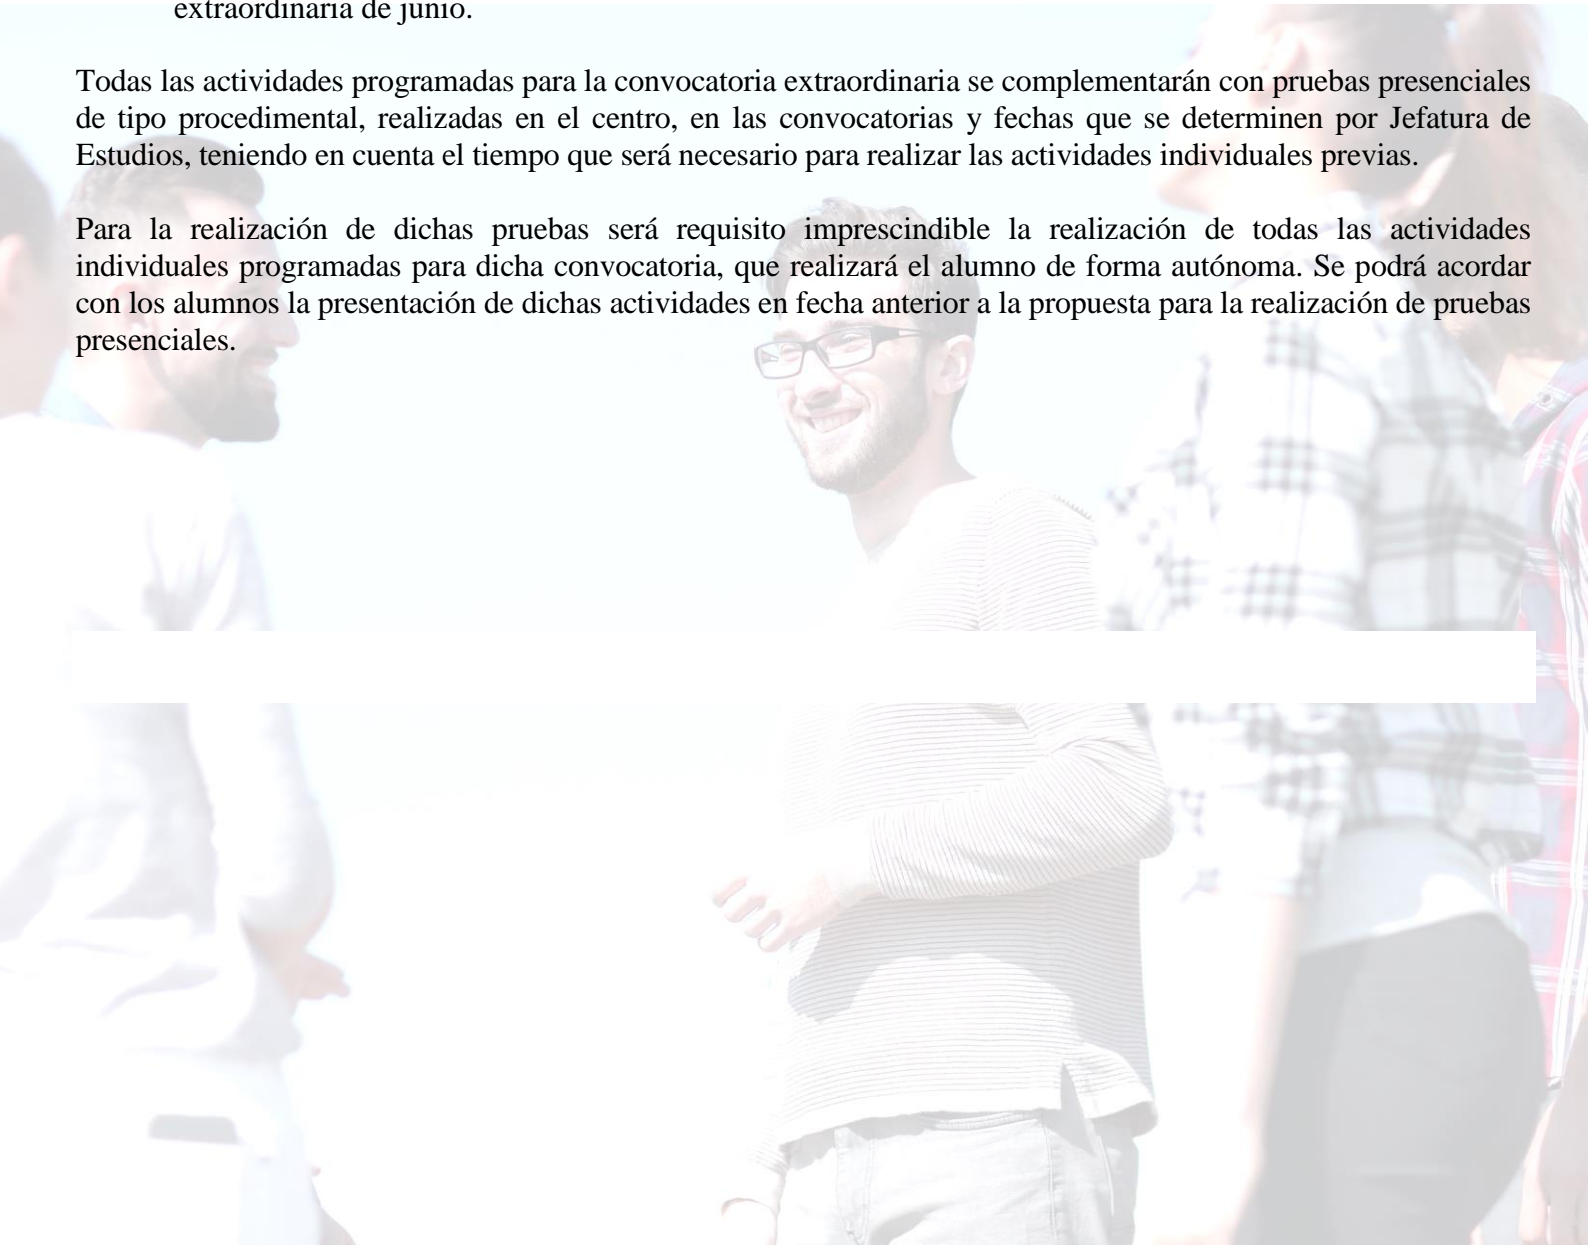 extraordinaria de junio.
Todas las actividades programadas para la convocatoria extraordinaria se complementarán con pruebas presenciales
de tipo procedimental, realizadas en el centro, en las convocatorias y fechas que se determinen por Jefatura de
Estudios, teniendo en cuenta el tiempo que será necesario para realizar las actividades individuales previas.
Para la realización de dichas pruebas será requisito imprescindible la realización de todas las actividades
individuales programadas para dicha convocatoria, que realizará el alumno de forma autónoma. Se podrá acordar
con los alumnos la presentación de dichas actividades en fecha anterior a la propuesta para la realización de pruebas
presenciales.